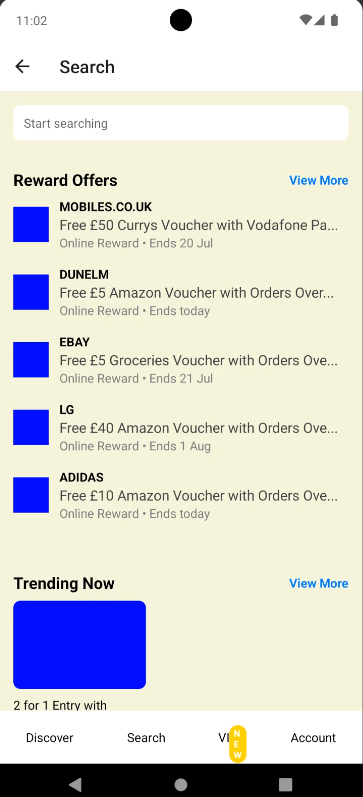 11:02
Search
Start searching
Reward Offers View More
MOBILES.CO.UK
Free £50 Currys Voucher with Vodafone Pa...
Online Reward • Ends 20 Jul
DUNELM
Free £5 Amazon Voucher with Orders Over...
Online Reward • Ends today
EBAY
Free £5 Groceries Voucher with Orders Ove...
Online Reward • Ends 21 Jul
LG
Free £40 Amazon Voucher with Orders Ove...
Online Reward • Ends 1 Aug
ADIDAS
Free £10 Amazon Voucher with Orders Ove...
Online Reward • Ends today
Trending Now View More
2 for 1 Entry with
Discover Search NEW Account